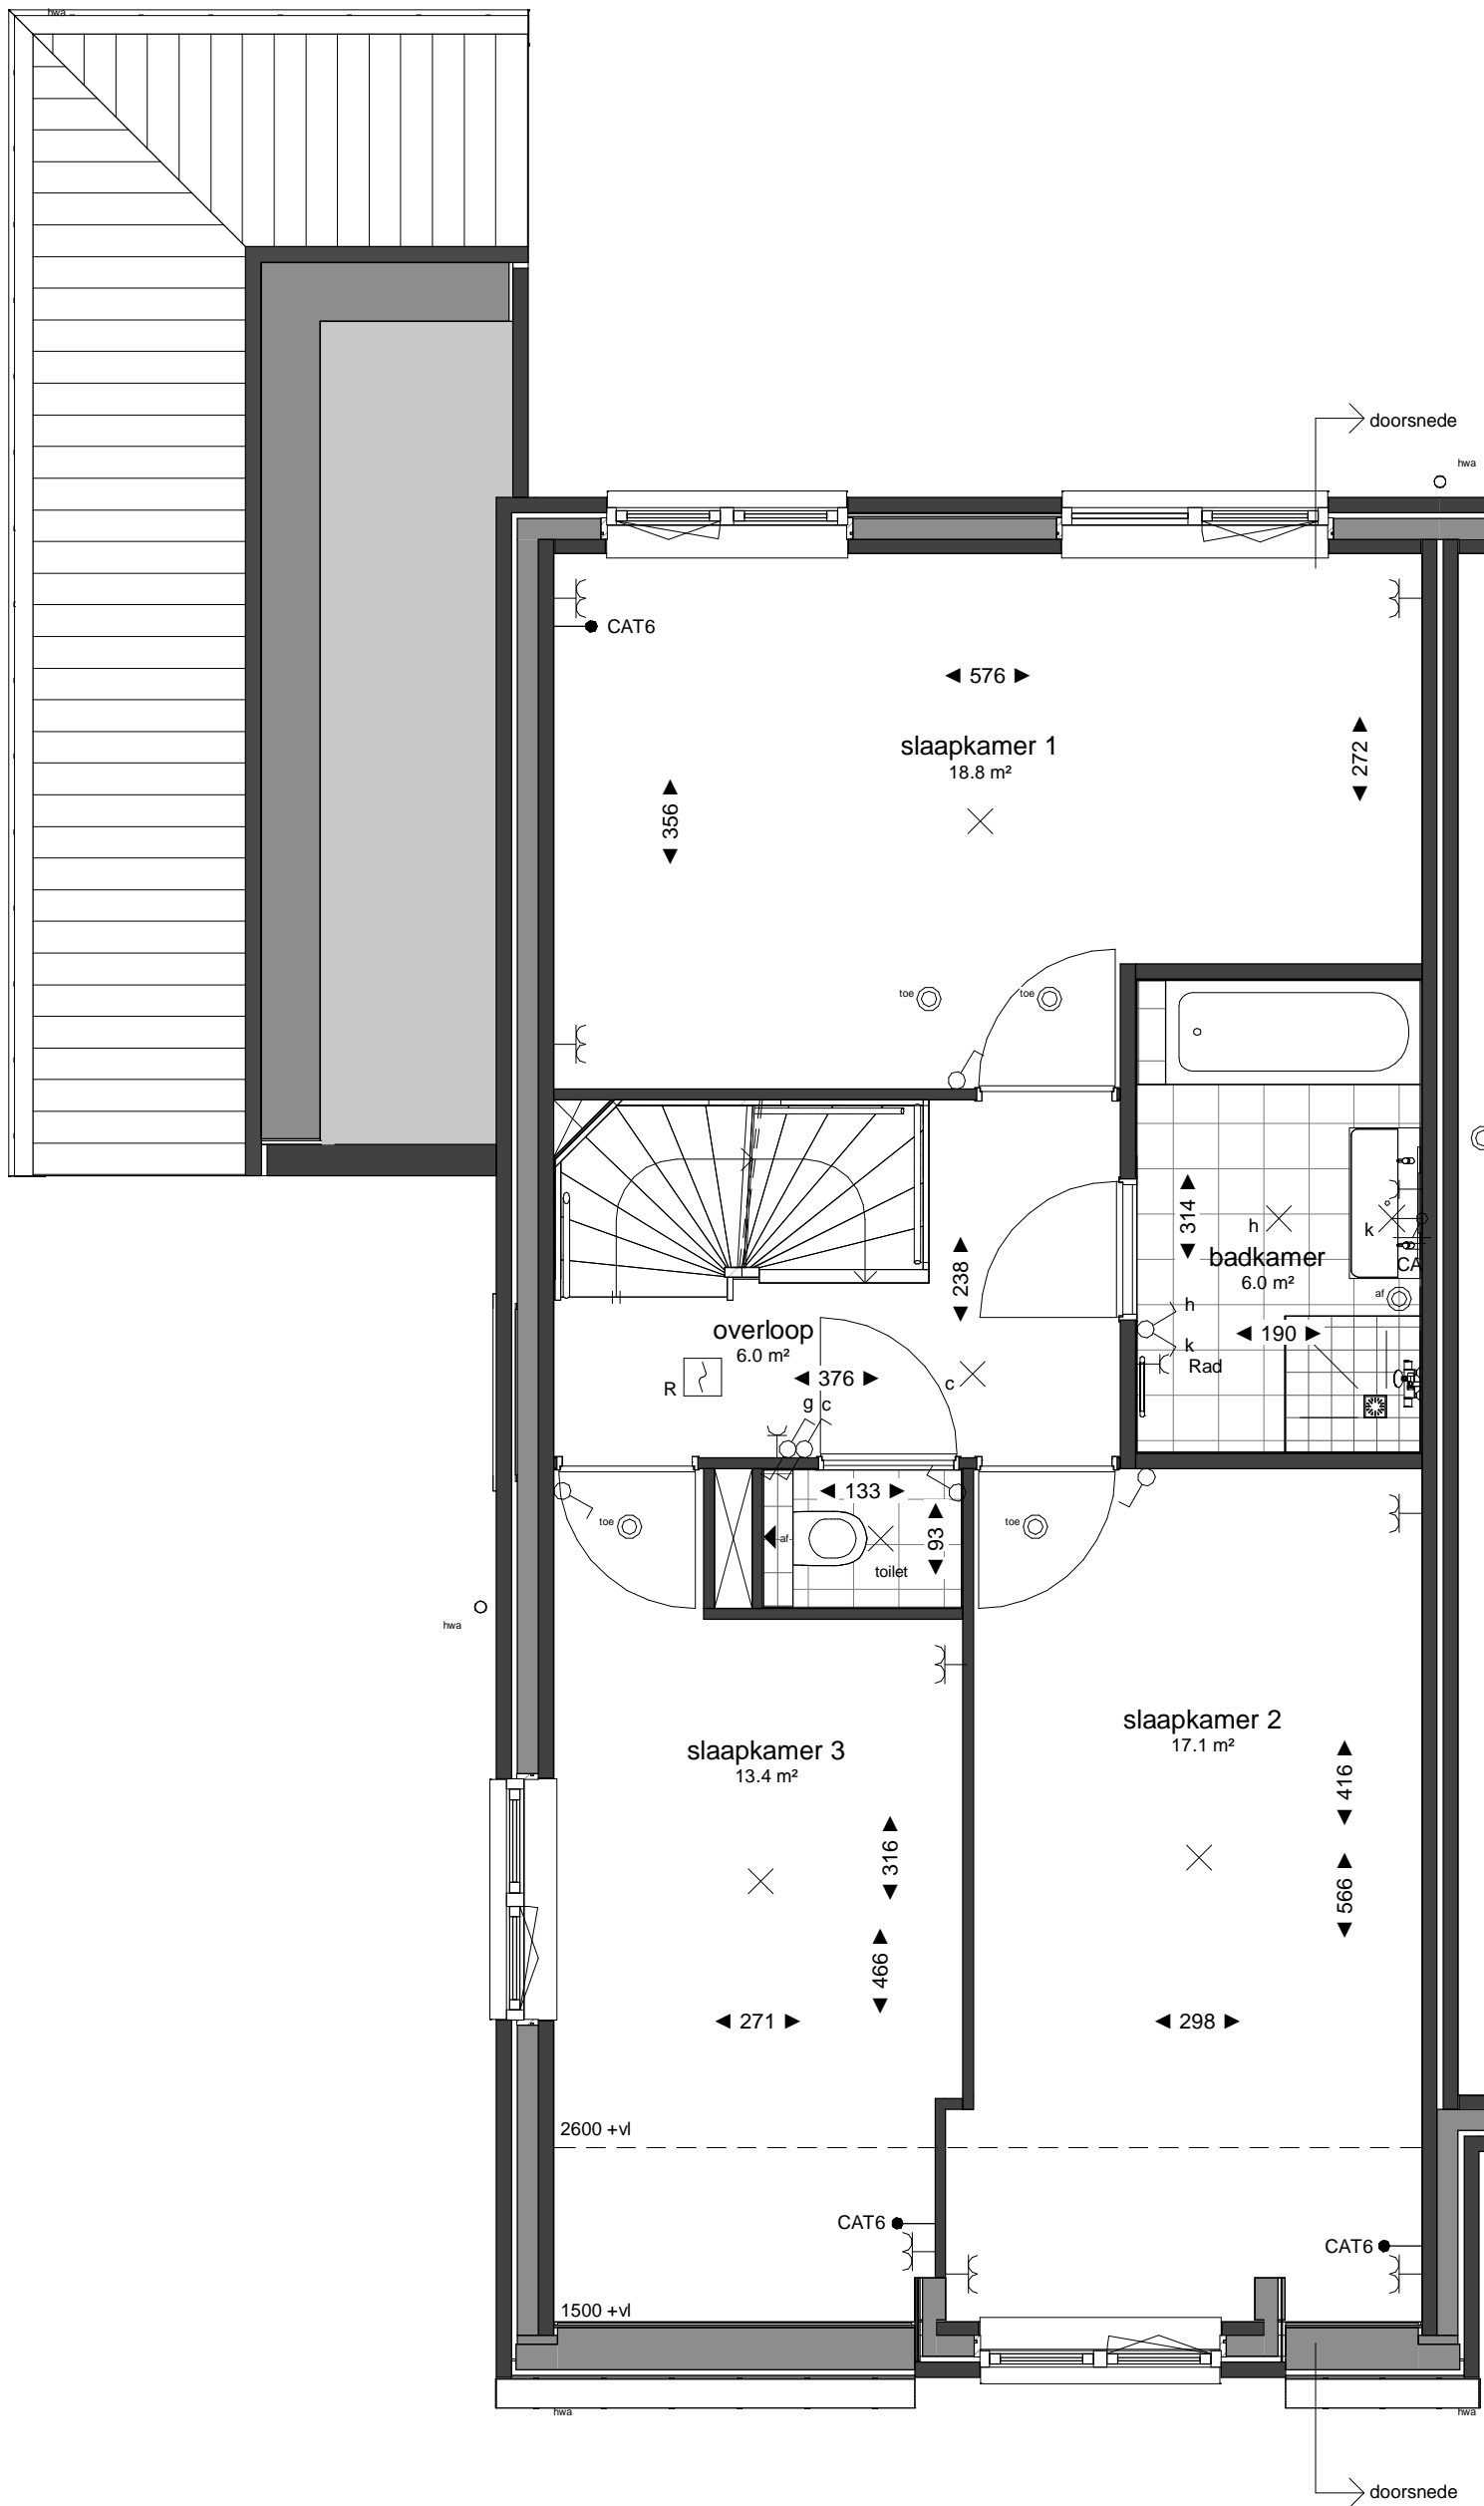 hwa
doorsnede
hwa
CAT6
576
slaapkamer 1
18.8 m²
272
356
toe
toe
314
h
k
badkamer
6.0 m²
CA
238
af
h
overloop
6.0 m²
190
k
Rad
R
376
c
g c
133
93
toe
af
toe
toilet
hwa
slaapkamer 2
17.1 m²
slaapkamer 3
13.4 m²
416
316
566
466
271
298
2600 +vl
CAT6
CAT6
1500 +vl
hwa
hwa
doorsnede